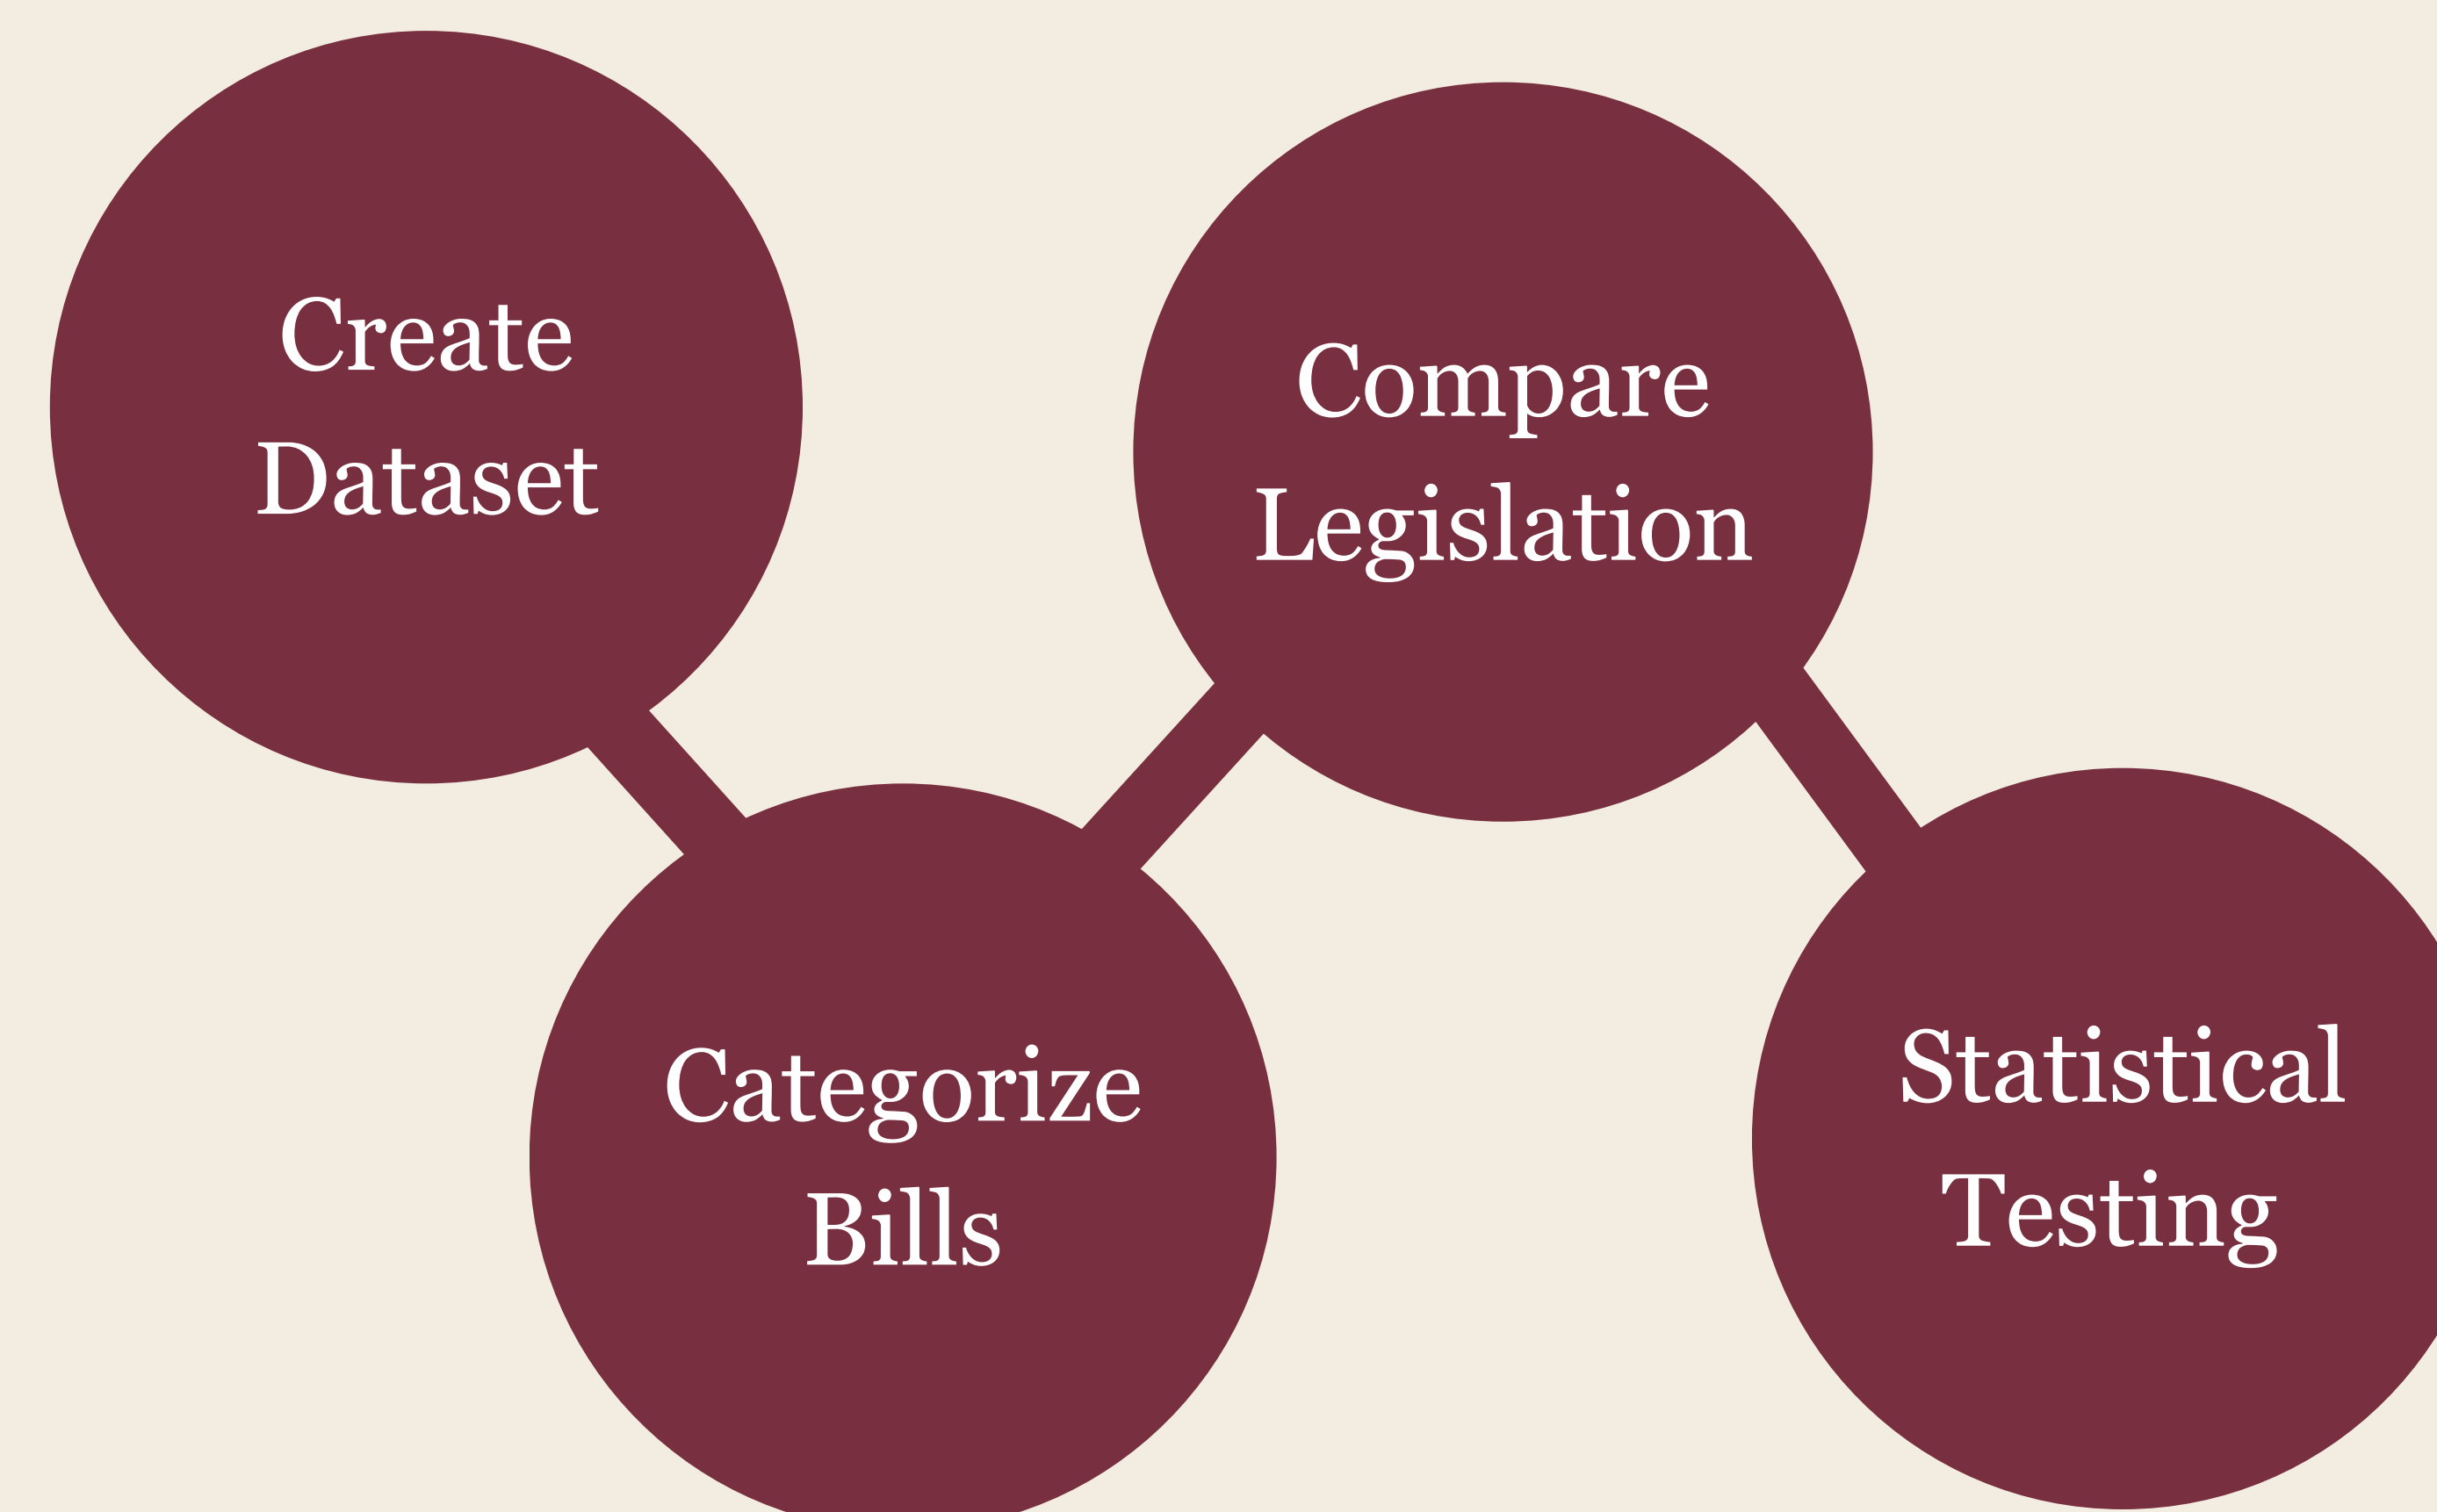 Create
Dataset
Categorize
Bills
Compare
Legislation
Statistical
Testing